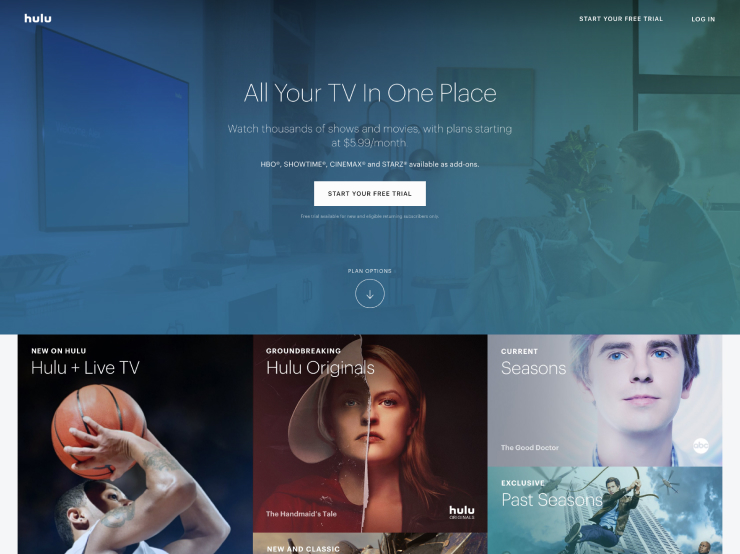 hulu
START YOUR FREE TRIAL
LOG IN
All Your TV In One Place
Watch thousands of shows and movies, with plans starting
at $5.99/month
HBO®, SHOWTIME®, CINEMAX® and STARZ® available as add-ons.
START YOUR FREE TRIAL
Free trial available for new and eligible returning subscribers only.
PLAN OPTIONS
NEW ON HULU
Hulu + Live TV
GROUNDBREAKING
Hulu Originals
The Handmaid's Tale
hulu
ORIGINALS
CURRENT
Seasons
The Good Doctor
abc
EXCLUSIVE
Past Seasons
NEW AND CLASSIC